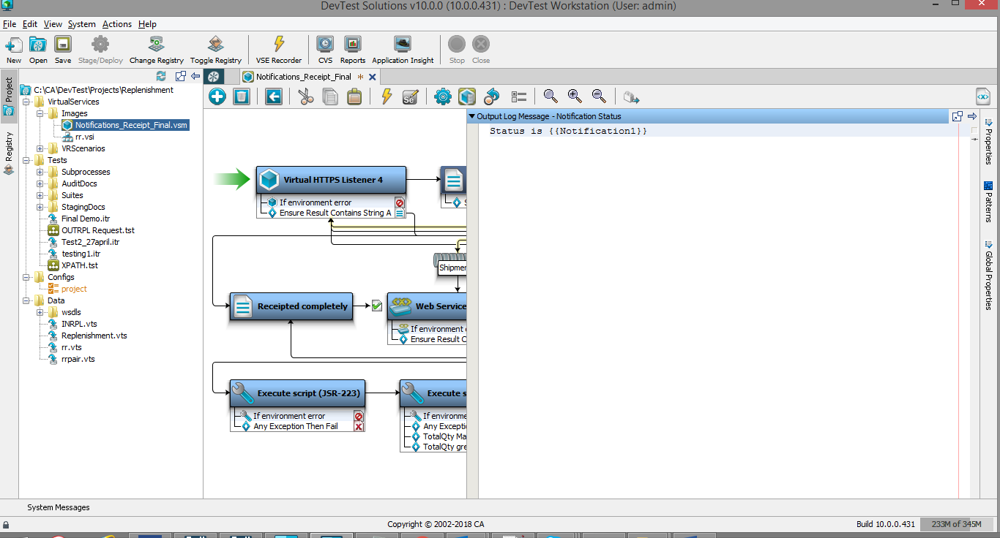 DevTest Solutions v10.0.0 (10.0.0.431) : DevTest Workstation (User: admin)
File Edit View System Actions Help
New Open Save Stage/Deploy Change Registry Toggle Registry VSE Recorder CVS Reports Application Insight Stop Close
Project
Registry
C:\CA\DevTest\Projects\Replenishment
VirtualServices
Images
Notifications_Receipt_Final.vsm
rr.vsi
VRScenarios
Tests
Subprocesses
AuditDocs
Suites
StagingDocs
Final Demo.itr
OUTRPL Request.tst
Test2_27april.itr
testing1.itr
XPATH.tst
Configs
project
Data
wsdls
INRPL.vts
Replenishment.vts
rr.vts
rrpair.vts
Notifications_Receipt_Final *
Se
Virtual HTTPS Listener 4
If environment error
Ensure Result Contains String A
S
Shipmen
Receipted completely
Web Service
If environment e
Ensure Result C
Execute script (JSR-223)
If environment error
Any Exception Then Fail
Execute s
If environme
Any Exceptio
TotalQty Ma
TotalQty gre
Output Log Message - Notification Status
Status is {{Notification1}}
Properties
Patterns
Global Properties
System Messages
Copyright © 2002-2018 CA
Build 10.0.0.431
233M of 345M